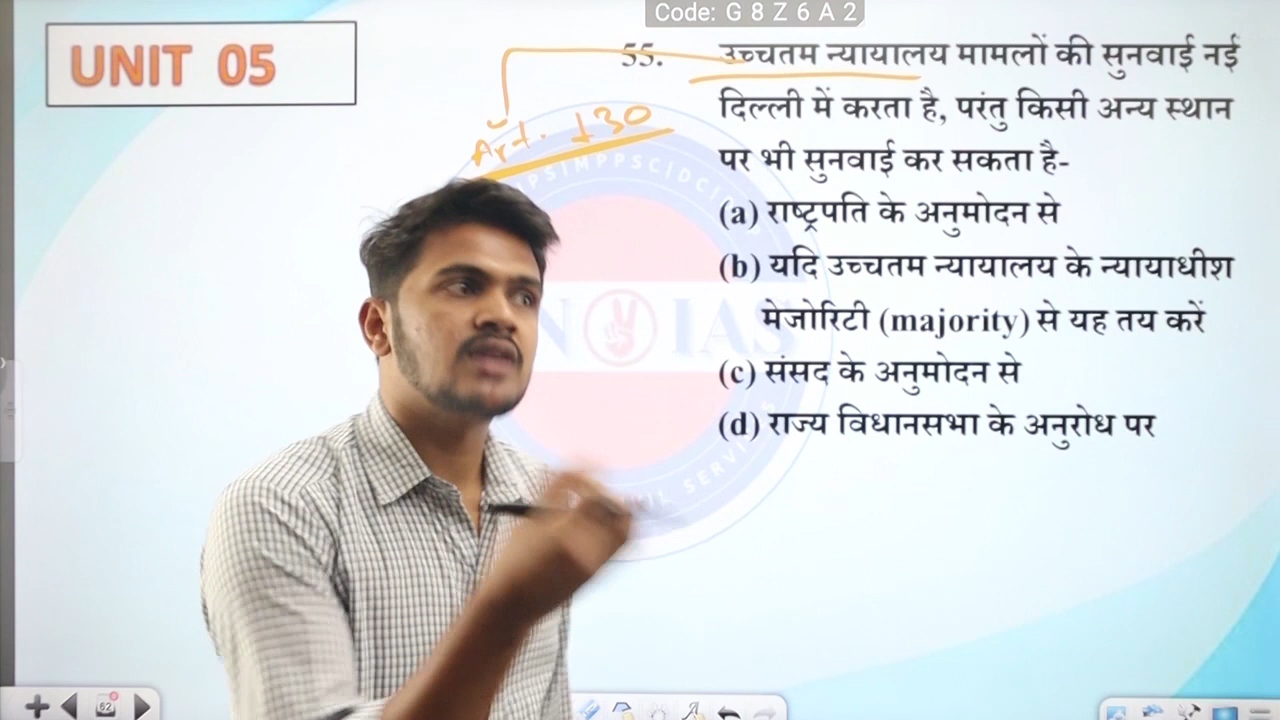 Code: G 8 Z 6 A 2
UNIT 05
55. उच्चतम न्यायालय मामलों की सुनवाई नई
दिल्ली में करता है, परंतु किसी अन्य स्थान
पर भी सुनवाई कर सकता है-
(a) राष्ट्रपति के अनुमोदन से
(b) यदि उच्चतम न्यायालय के न्यायाधीश
मेजोरिटी (majority) से यह तय करें
(c) संसद के अनुमोदन से
(d) राज्य विधानसभा के अनुरोध पर
Art. 130
IAS
62